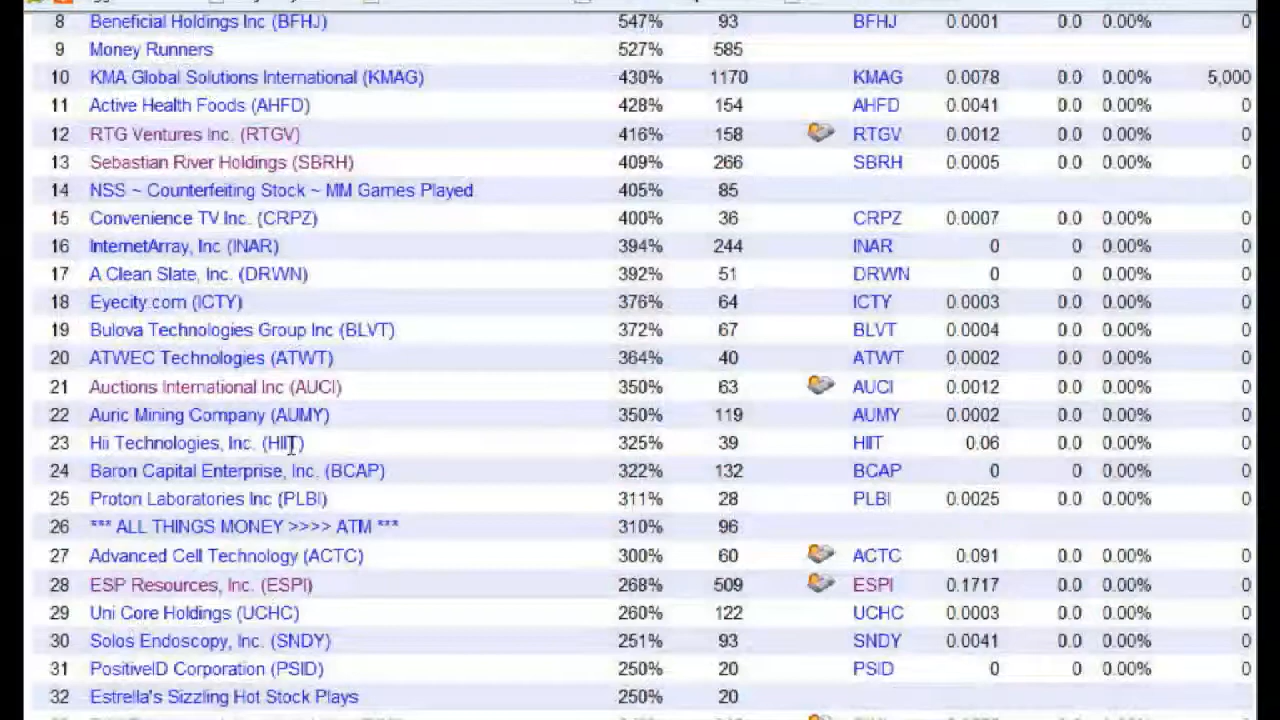 8 Beneficial Holdings Inc (BFHJ) 547% 93 BFHJ 0.0001 0.0 0.00% 0
9 Money Runners 527% 585
10 KMA Global Solutions International (KMAG) 430% 1170 KMAG 0.0078 0.0 0.00% 5,000
11 Active Health Foods (AHFD) 428% 154 AHFD 0.0041 0.0 0.00% 0
12 RTG Ventures Inc. (RTGV) 416% 158 RTGV 0.0012 0.0 0.00% 0
13 Sebastian River Holdings (SBRH) 409% 266 SBRH 0.0005 0.0 0.00% 0
14 NSS ~ Counterfeiting Stock ~ MM Games Played 405% 85
15 Convenience TV Inc. (CRPZ) 400% 36 CRPZ 0.0007 0.0 0.00% 0
16 InternetArray, Inc (INAR) 394% 244 INAR 0 0.0 0.00% 0
17 A Clean Slate, Inc. (DRWN) 392% 51 DRWN 0 0.0 0.00% 0
18 Eyecity.com (ICTY) 376% 64 ICTY 0.0003 0.0 0.00% 0
19 Bulova Technologies Group Inc (BLVT) 372% 67 BLVT 0.0004 0.0 0.00% 0
20 ATWEC Technologies (ATWT) 364% 40 ATWT 0.0002 0.0 0.00% 0
21 Auctions International Inc (AUCI) 350% 63 AUCI 0.0012 0.0 0.00% 0
22 Auric Mining Company (AUMY) 350% 119 AUMY 0.0002 0.0 0.00% 0
23 Hii Technologies, Inc. (HIIT) 325% 39 HIIT 0.06 0.0 0.00% 0
24 Baron Capital Enterprise, Inc. (BCAP) 322% 132 BCAP 0 0.0 0.00% 0
25 Proton Laboratories Inc (PLBI) 311% 28 PLBI 0.0025 0.0 0.00% 0
26 *** ALL THINGS MONEY >>>> ATM *** 310% 96
27 Advanced Cell Technology (ACTC) 300% 60 ACTC 0.091 0.0 0.00% 0
28 ESP Resources, Inc. (ESPI) 268% 509 ESPI 0.1717 0.0 0.00% 0
29 Uni Core Holdings (UCHC) 260% 122 UCHC 0.0003 0.0 0.00% 0
30 Solos Endoscopy, Inc. (SNDY) 251% 93 SNDY 0.0041 0.0 0.00% 0
31 PositiveID Corporation (PSID) 250% 20 PSID 0 0 0.00% 0
32 Estrella's Sizzling Hot Stock Plays 250% 20